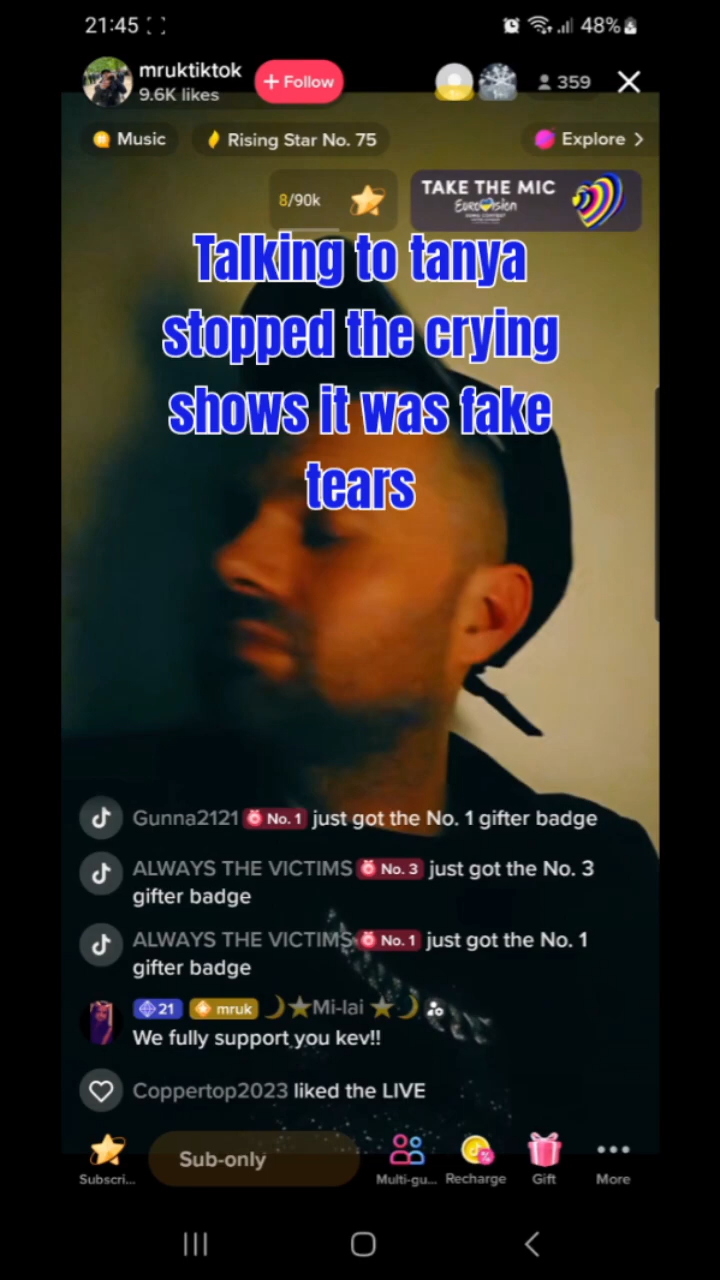 21:45
48%
mruktiktok
+ Follow
9.6K likes
359
Music
Rising Star No. 75
Explore >
8/90k
TAKE THE MIC
EUROVISION
Talking to tanya
stopped the crying
shows it was fake
tears
Gunna2121 No. 1 just got the No. 1 gifter badge
ALWAYS THE VICTIMS No. 3 just got the No. 3
gifter badge
ALWAYS THE VICTIMS No. 1 just got the No. 1
gifter badge
21 mruk 🌙⭐Mi-lai ⭐🌙
We fully support you kev!!
Coppertop2023 liked the LIVE
Sub-only
Subscri...
Multi-gu...
Recharge
Gift
More